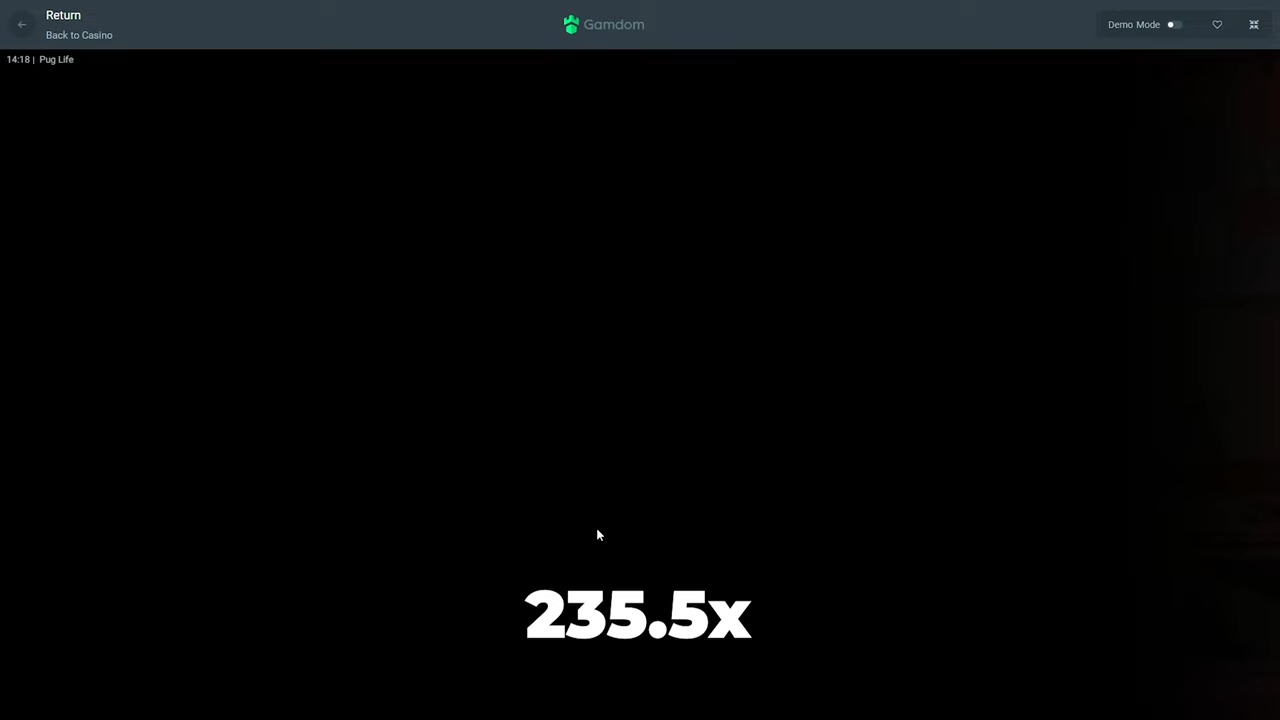 Return
Back to Casino
Gamdom
Demo Mode
14:18 | Pug Life
235.5x